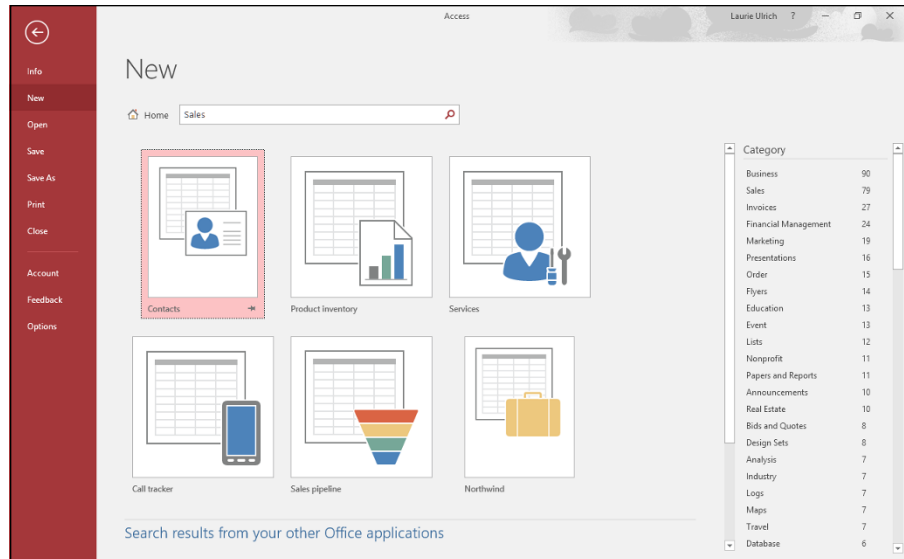 Access
Laurie Ulrich ?
Info
New
Open
Save
Save As
Print
Close
Account
Feedback
Options
New
Home
Sales
Contacts
Product inventory
Services
Call tracker
Sales pipeline
Northwind
Search results from your other Office applications
Category
Business 90
Sales 79
Invoices 27
Financial Management 24
Marketing 19
Presentations 16
Order 15
Flyers 14
Education 13
Event 13
Lists 12
Nonprofit 11
Papers and Reports 11
Announcements 10
Real Estate 10
Bids and Quotes 8
Design Sets 8
Analysis 7
Industry 7
Logs 7
Maps 7
Travel 7
Database 6